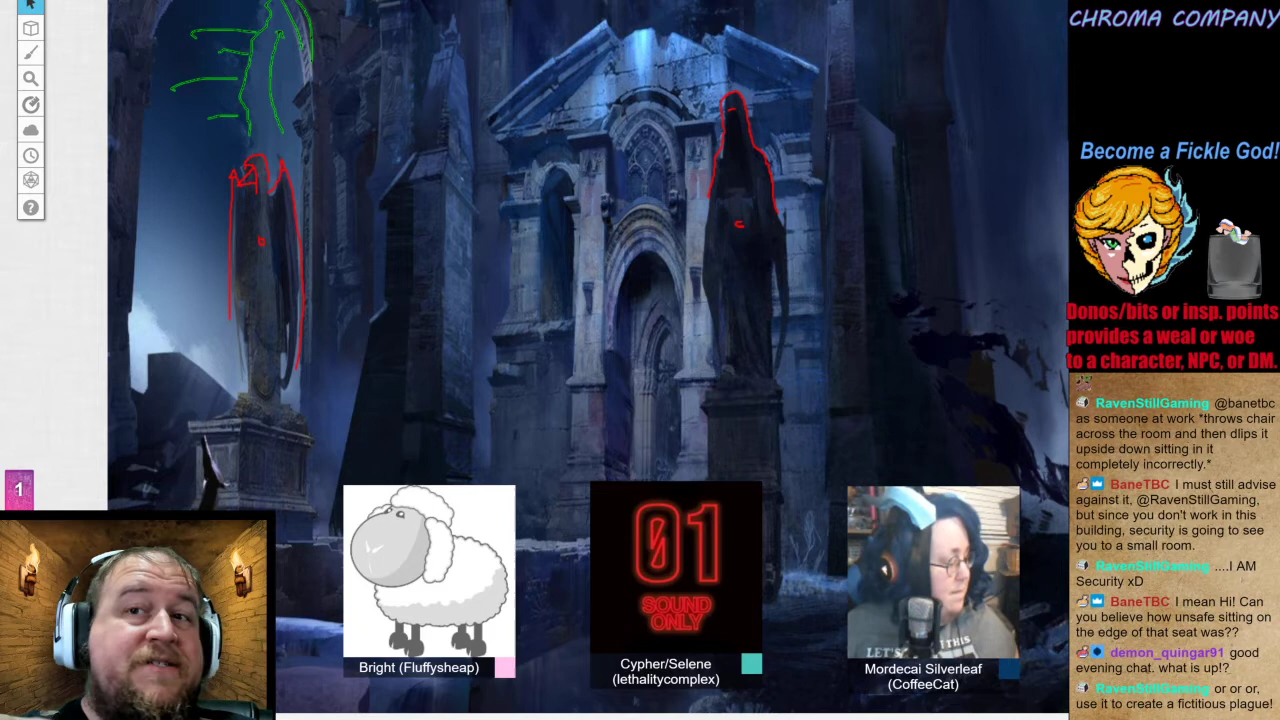 CHROMA COMPANY
Become a Fickle God!
Donos/bits or insp. points
provides a weal or woe
to a character, NPC, or DM.
RavenStillGaming @banetbc
as someone at work *throws chair
across the room and then dlips it
upside down sitting in it
completely incorrectly.*
BaneTBC I must still advise
against it. @RavenStillGaming,
but since you don't work in this
building, security is going to see
you to a small room.
RavenStillGaming ....I AM
Security xD
BaneTBC I mean Hi! Can
you believe how unsafe sitting on
the edge of that seat was??
demon_quingar91 good
evening chat. what is up!?
RavenStillGaming or or or,
use it to create a fictitious plague!
1
Bright (Fluffysheap)
01
SOUND
ONLY
Cypher/Selene
(lethalitycomplex)
LET'S
THIS
Mordecai Silverleaf
(CoffeeCat)